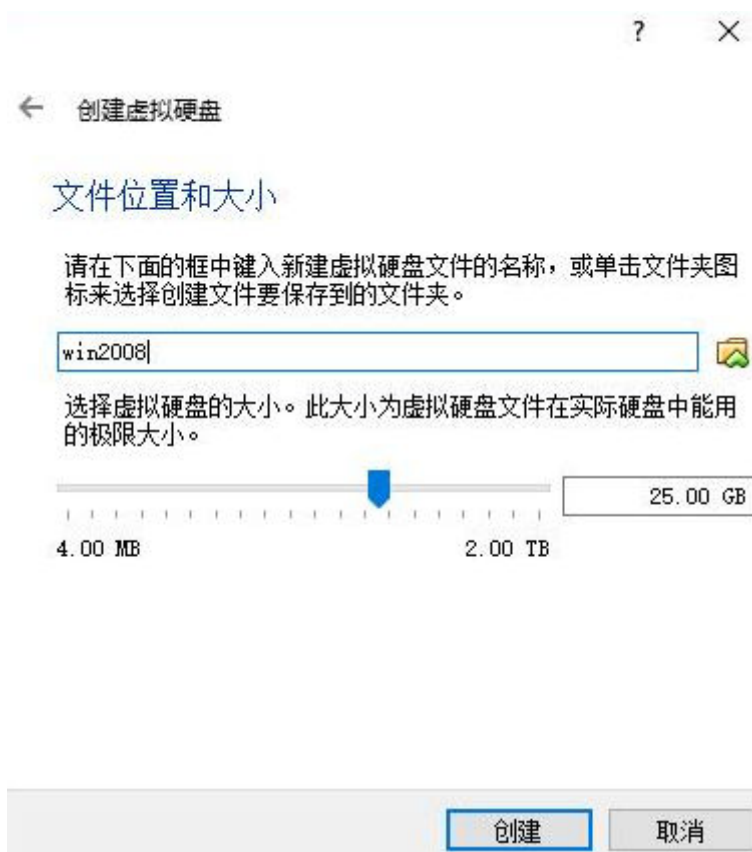 ?
创建虚拟硬盘
文件位置和大小
请在下面的框中键入新建虚拟硬盘文件的名称，或单击文件夹图
标来选择创建文件要保存到的文件夹。
win2008
选择虚拟硬盘的大小。此大小为虚拟硬盘文件在实际硬盘中能用
的极限大小。
25.00 GB
4.00 MB 2.00 TB
创建 取消